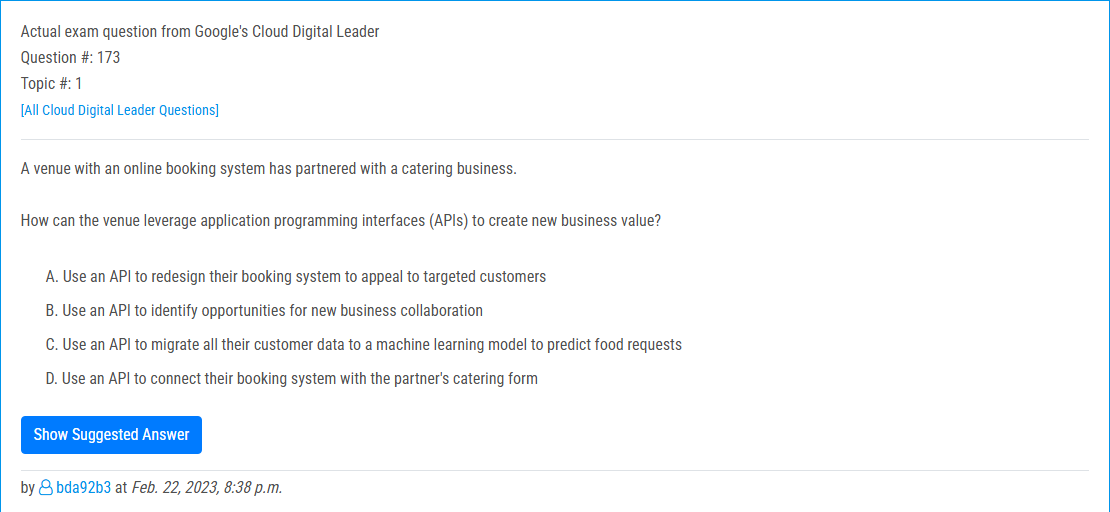 Actual exam question from Google's Cloud Digital Leader
Question #: 173
Topic #: 1
[All Cloud Digital Leader Questions]
A venue with an online booking system has partnered with a catering business.
How can the venue leverage application programming interfaces (APIs) to create new business value?
A. Use an API to redesign their booking system to appeal to targeted customers
B. Use an API to identify opportunities for new business collaboration
C. Use an API to migrate all their customer data to a machine learning model to predict food requests
D. Use an API to connect their booking system with the partner's catering form
Show Suggested Answer
by bda92b3 at Feb. 22, 2023, 8:38 p.m.